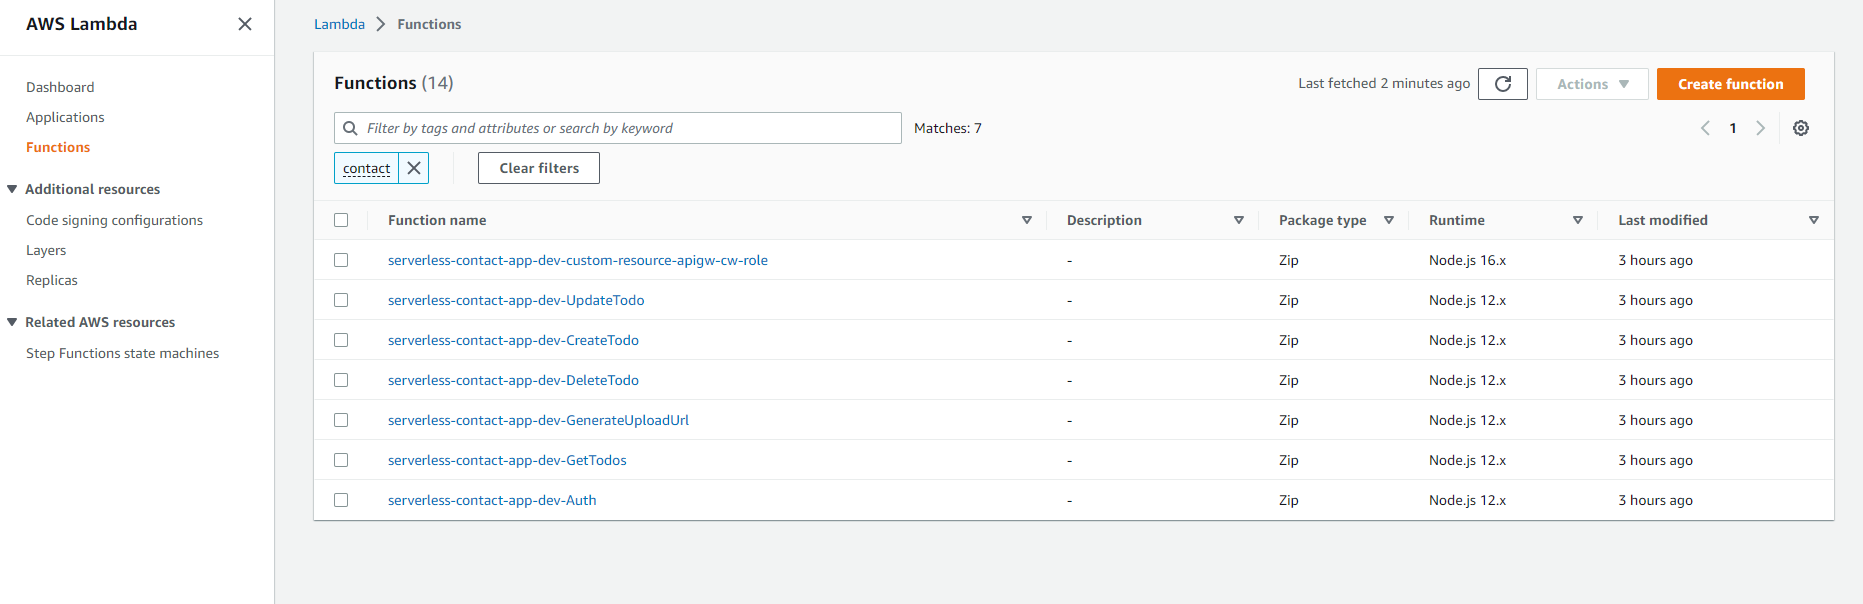 AWS Lambda
Dashboard
Applications
Functions
Additional resources
Code signing configurations
Layers
Replicas
Related AWS resources
Step Functions state machines
Lambda > Functions
Functions (14)
Last fetched 2 minutes ago
Actions
Create function
Filter by tags and attributes or search by keyword
Matches: 7
1
contact
Clear filters
Function name Description Package type Runtime Last modified
serverless-contact-app-dev-custom-resource-apigw-cw-role - Zip Node.js 16.x 3 hours ago
serverless-contact-app-dev-UpdateTodo - Zip Node.js 12.x 3 hours ago
serverless-contact-app-dev-CreateTodo - Zip Node.js 12.x 3 hours ago
serverless-contact-app-dev-DeleteTodo - Zip Node.js 12.x 3 hours ago
serverless-contact-app-dev-GenerateUploadUrl - Zip Node.js 12.x 3 hours ago
serverless-contact-app-dev-GetTodos - Zip Node.js 12.x 3 hours ago
serverless-contact-app-dev-Auth - Zip Node.js 12.x 3 hours ago